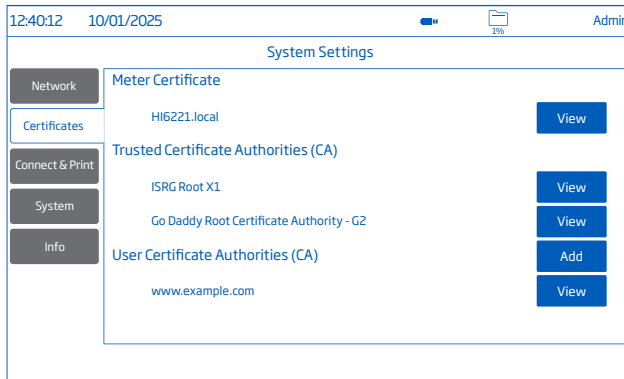 12:40:12 10/01/2025 Admin
1%
System Settings
Network
Certificates
Connect & Print
System
Info
Meter Certificate
HI6221.local View
Trusted Certificate Authorities (CA)
ISRG Root X1 View
Go Daddy Root Certificate Authority - G2 View
User Certificate Authorities (CA) Add
www.example.com View